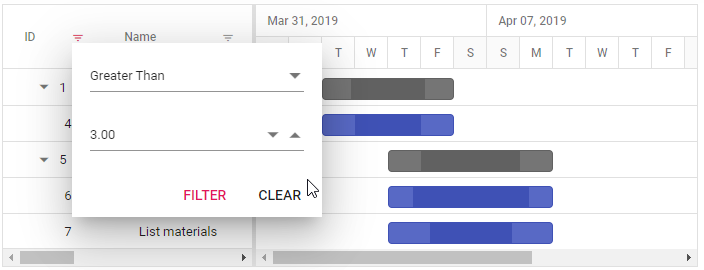 Mar 31, 2019 Apr 07, 2019
ID Name
T W T F S S M T W T F
Greater Than
1
3.00
4
5
FILTER CLEAR
6
7 List materials